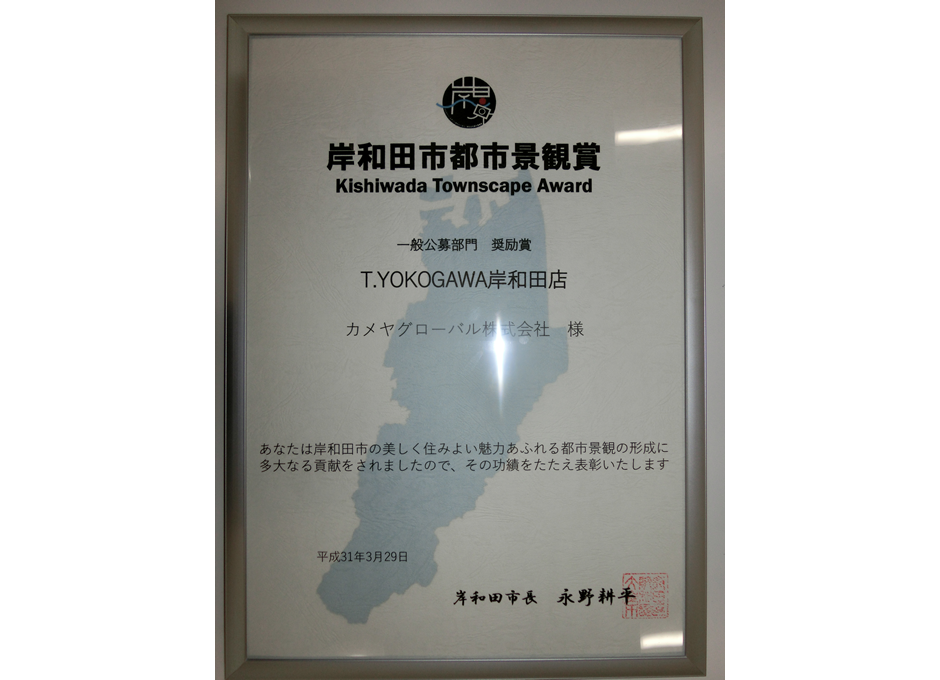 岸和田市都市景観賞
Kishiwada Townscape Award
一般公募部門　奨励賞
T.YOKOGAWA岸和田店
カメヤグローバル株式会社　様
あなたは岸和田市の美しく住みよい魅力あふれる都市景観の形成に
多大なる貢献をされましたので、その功績をたたえ表彰いたします
平成31年3月29日
岸和田市長　永野耕平